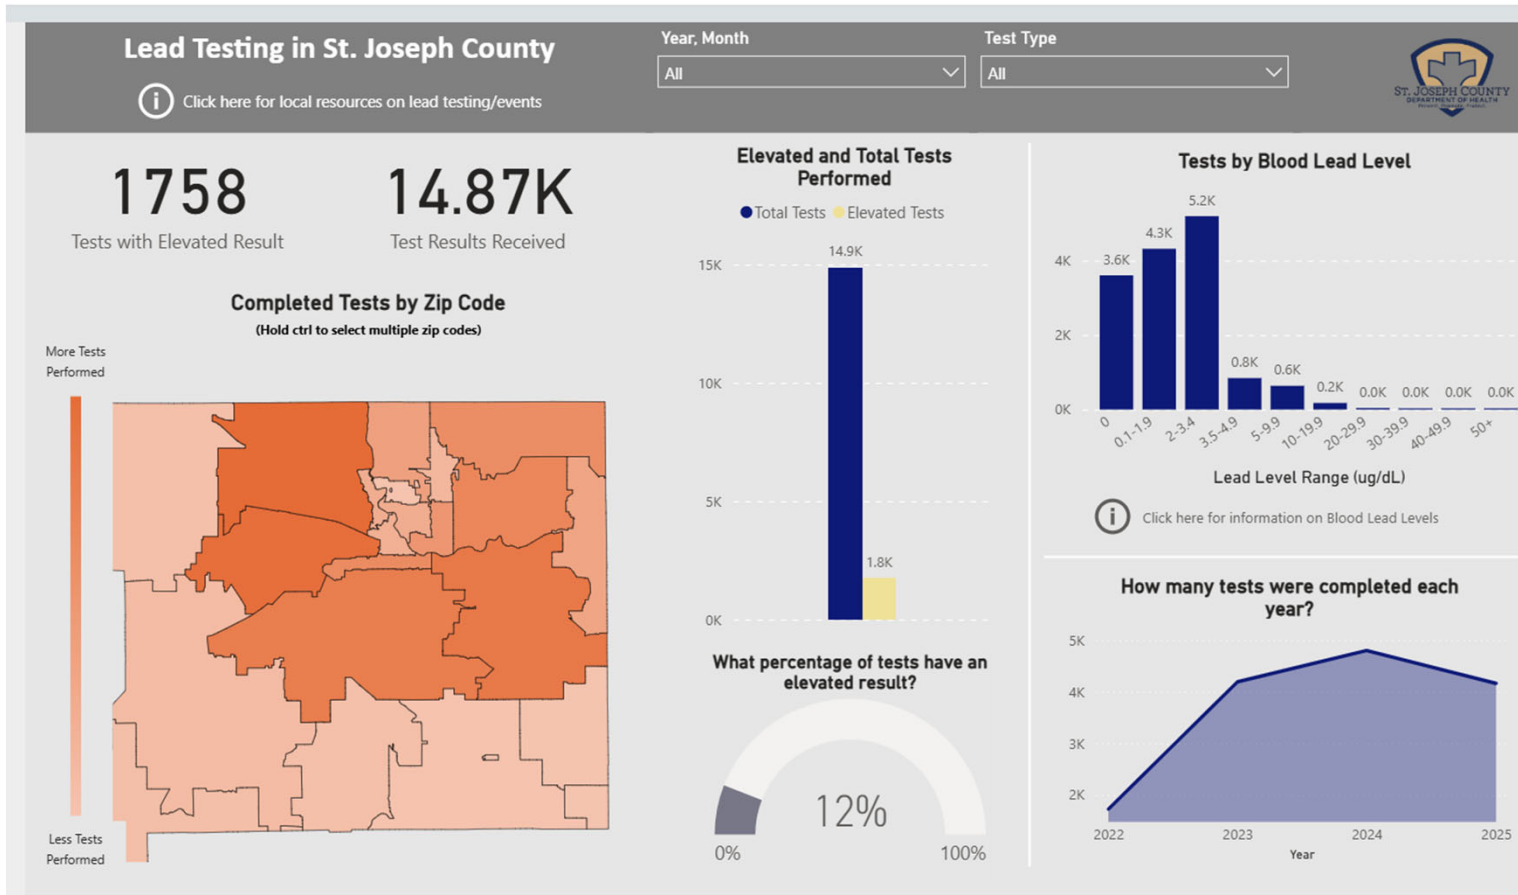 Lead Testing in St. Joseph County
Click here for local resources on lead testing/events
Year, Month
All
Test Type
All
ST. JOSEPH COUNTY
DEPARTMENT OF HEALTH
1758
Tests with Elevated Result
14.87K
Test Results Received
Completed Tests by Zip Code
(Hold ctrl to select multiple zip codes)
More Tests
Performed
Less Tests
Performed
Elevated and Total Tests
Performed
Total Tests
Elevated Tests
15K
10K
5K
0K
14.9K
1.8K
What percentage of tests have an
elevated result?
12%
0%
100%
Tests by Blood Lead Level
4K
2K
0K
3.6K
4.3K
5.2K
0.8K
0.6K
0.2K
0.0K
0.0K
0.0K
0.0K
0
0.1-1.9
2-3.4
3.5-4.9
5-9.9
10-19.9
20-29.9
30-39.9
40-49.9
50+
Lead Level Range (ug/dL)
Click here for information on Blood Lead Levels
How many tests were completed each
year?
5K
4K
3K
2K
2022
2023
2024
2025
Year